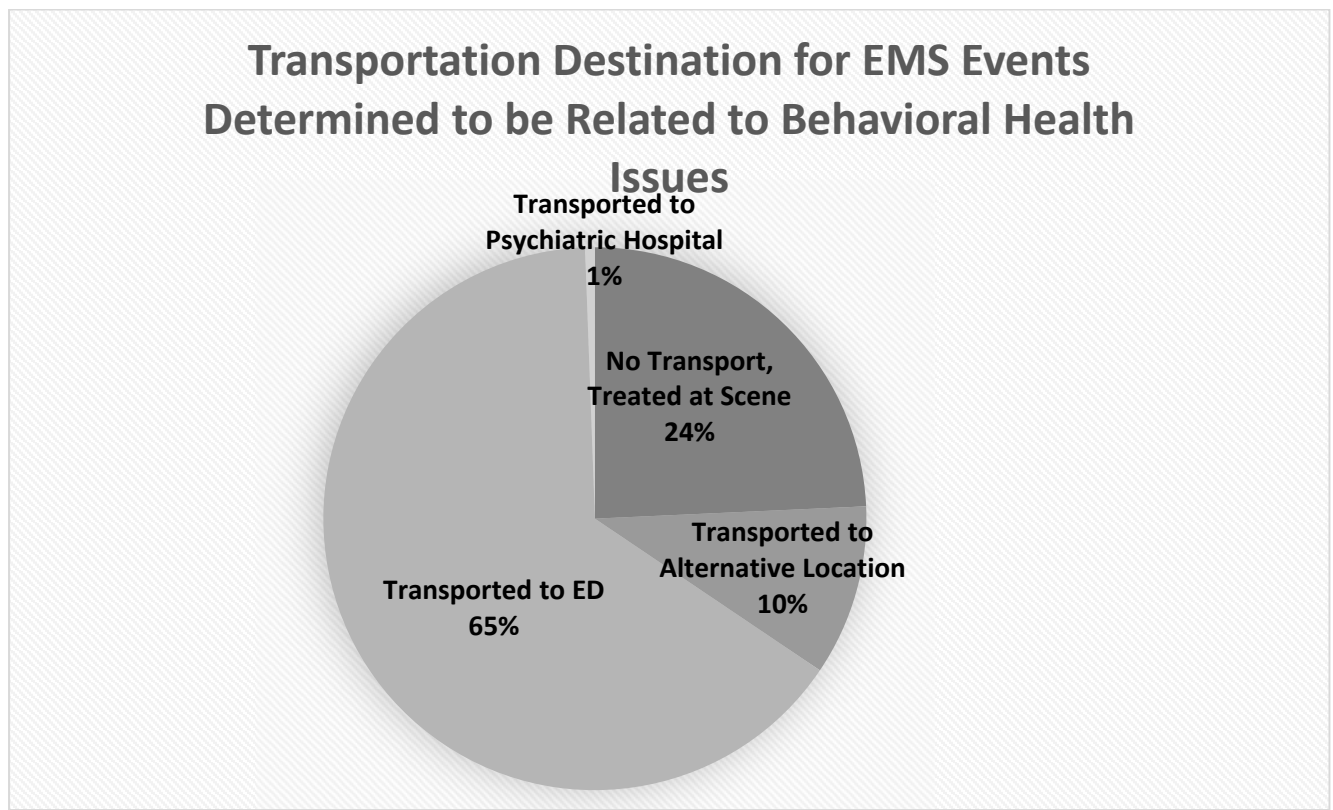 Transportation Destination for EMS Events
Determined to be Related to Behavioral Health
Issues
Transported to
Psychiatric Hospital
1%
No Transport,
Treated at Scene
24%
Transported to
Alternative Location
10%
Transported to ED
65%